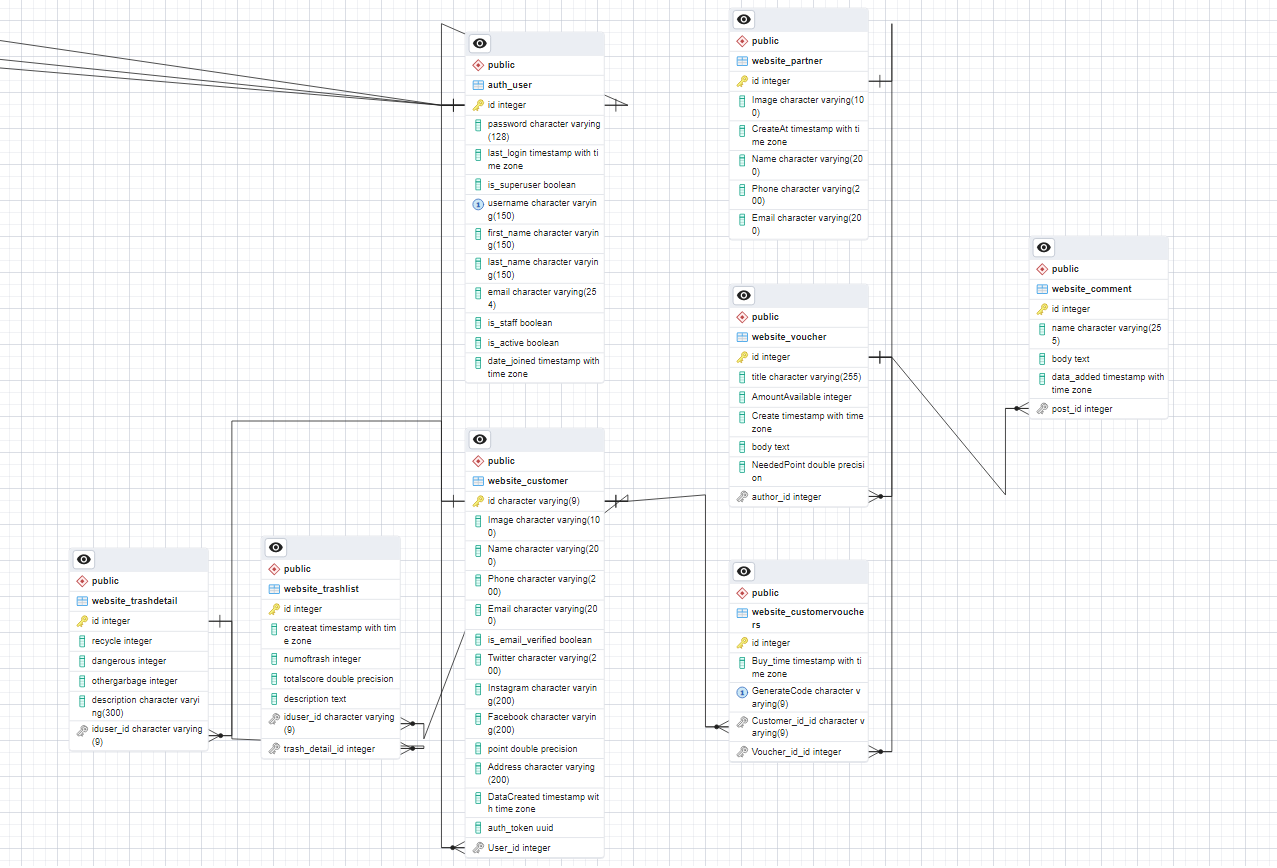 public
auth_user
id integer
password character varying
(128)
last_login timestamp with ti
me zone
is_superuser boolean
username character varyin
g(150)
first_name character varyin
g(150)
last_name character varyin
g(150)
email character varying(25
4)
is_staff boolean
is_active boolean
date_joined timestamp with
time zone
public
website_partner
id integer
Image character varying(10
0)
CreateAt timestamp with ti
me zone
Name character varying(20
0)
Phone character varying(2
00)
Email character varying(20
0)
public
website_comment
id integer
name character varying(25
5)
body text
data_added timestamp with
time zone
post_id integer
public
website_voucher
id integer
title character varying(255)
AmountAvailable integer
Create timestamp with time
zone
body text
NeededPoint double precisi
on
author_id integer
public
website_customer
id character varying(9)
Image character varying(10
0)
Name character varying(20
0)
Phone character varying(2
00)
Email character varying(20
0)
is_email_verified boolean
Twitter character varying(2
00)
Instagram character varyin
g(200)
Facebook character varyin
g(200)
point double precision
Address character varying
(200)
DataCreated timestamp wit
h time zone
auth_token uuid
User_id integer
public
website_trashdetail
id integer
recycle integer
dangerous integer
othergarbage integer
description character varyi
ng(300)
iduser_id character varying
(9)
public
website_trashlist
id integer
createat timestamp with tim
e zone
numoftrash integer
totalscore double precision
description text
iduser_id character varying
(9)
trash_detail_id integer
public
website_customervouche
rs
id integer
Buy_time timestamp with ti
me zone
GenerateCode character v
arying(9)
Customer_id_id character v
arying(9)
Voucher_id_id integer